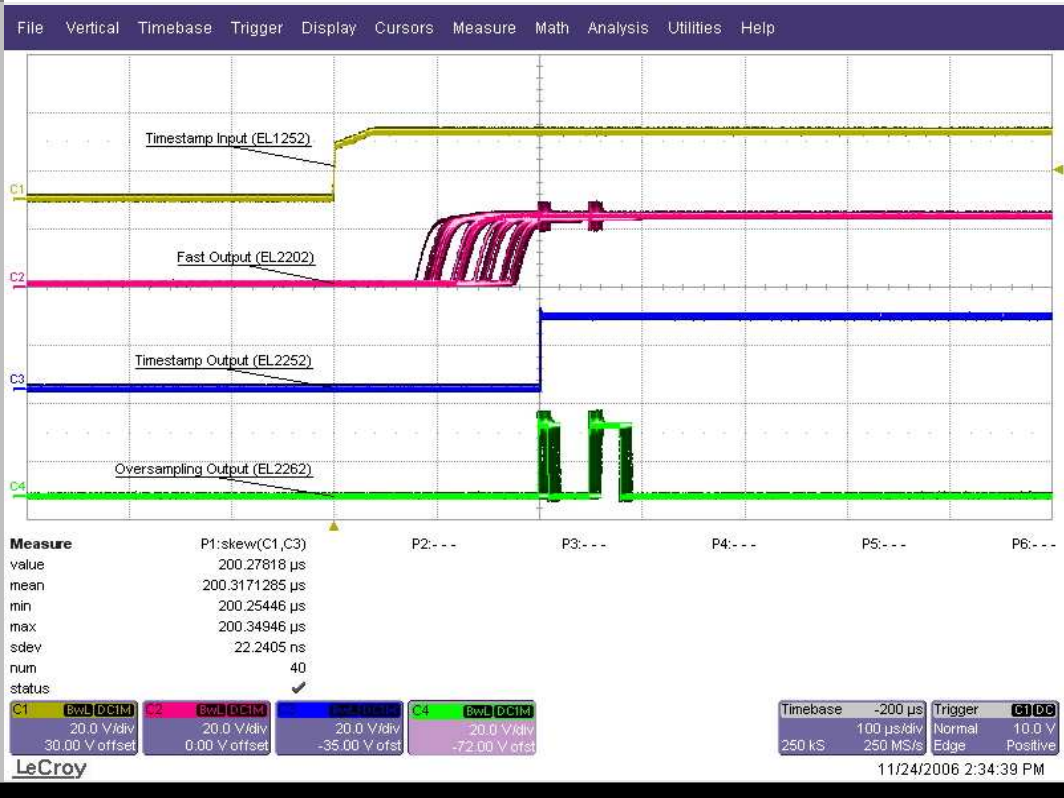 File Vertical Timebase Trigger Display Cursors Measure Math Analysis Utilities Help
Timestamp Input (EL1252)
C1
Fast Output (EL2202)
C2
Timestamp Output (EL2252)
C3
Oversampling Output (EL2262)
C4
Measure P1:skew(C1,C3) P2:- - - P3:- - - P4:- - - P5:- - - P6:- - -
value 200.27818 µs
mean 200.3171285 µs
min 200.25446 µs
max 200.34946 µs
sdev 22.2405 ns
num 40
status
C1 BwL DC1M C2 BwL DC1M C4 BwL DC1M Timebase -200 µs Trigger C1 DC
20.0 V/div 20.0 V/div 20.0 V/div 20.0 V/div 100 µs/div Normal 10.0 V
30.00 V offset 0.00 V offset -35.00 V ofst -72.00 V ofst 250 kS 250 MS/s Edge Positive
LeCroy 11/24/2006 2:34:39 PM